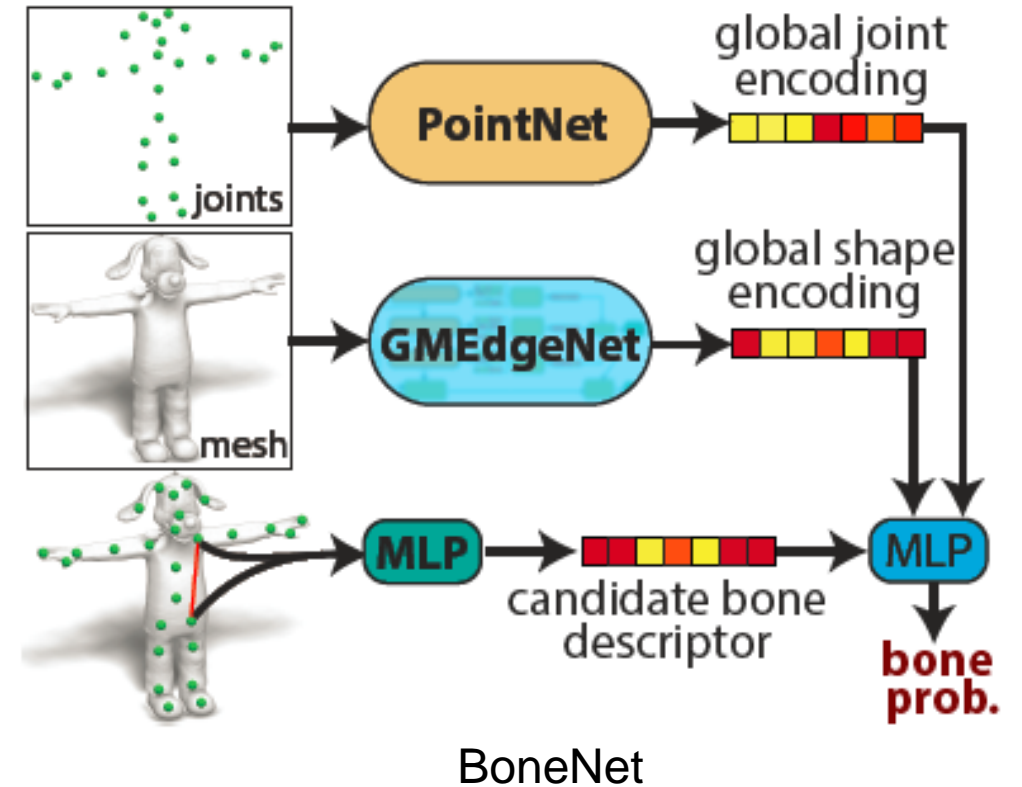 joints
PointNet
global joint
encoding
mesh
GMEdgeNet
global shape
encoding
MLP
candidate bone
descriptor
MLP
bone
prob.
BoneNet